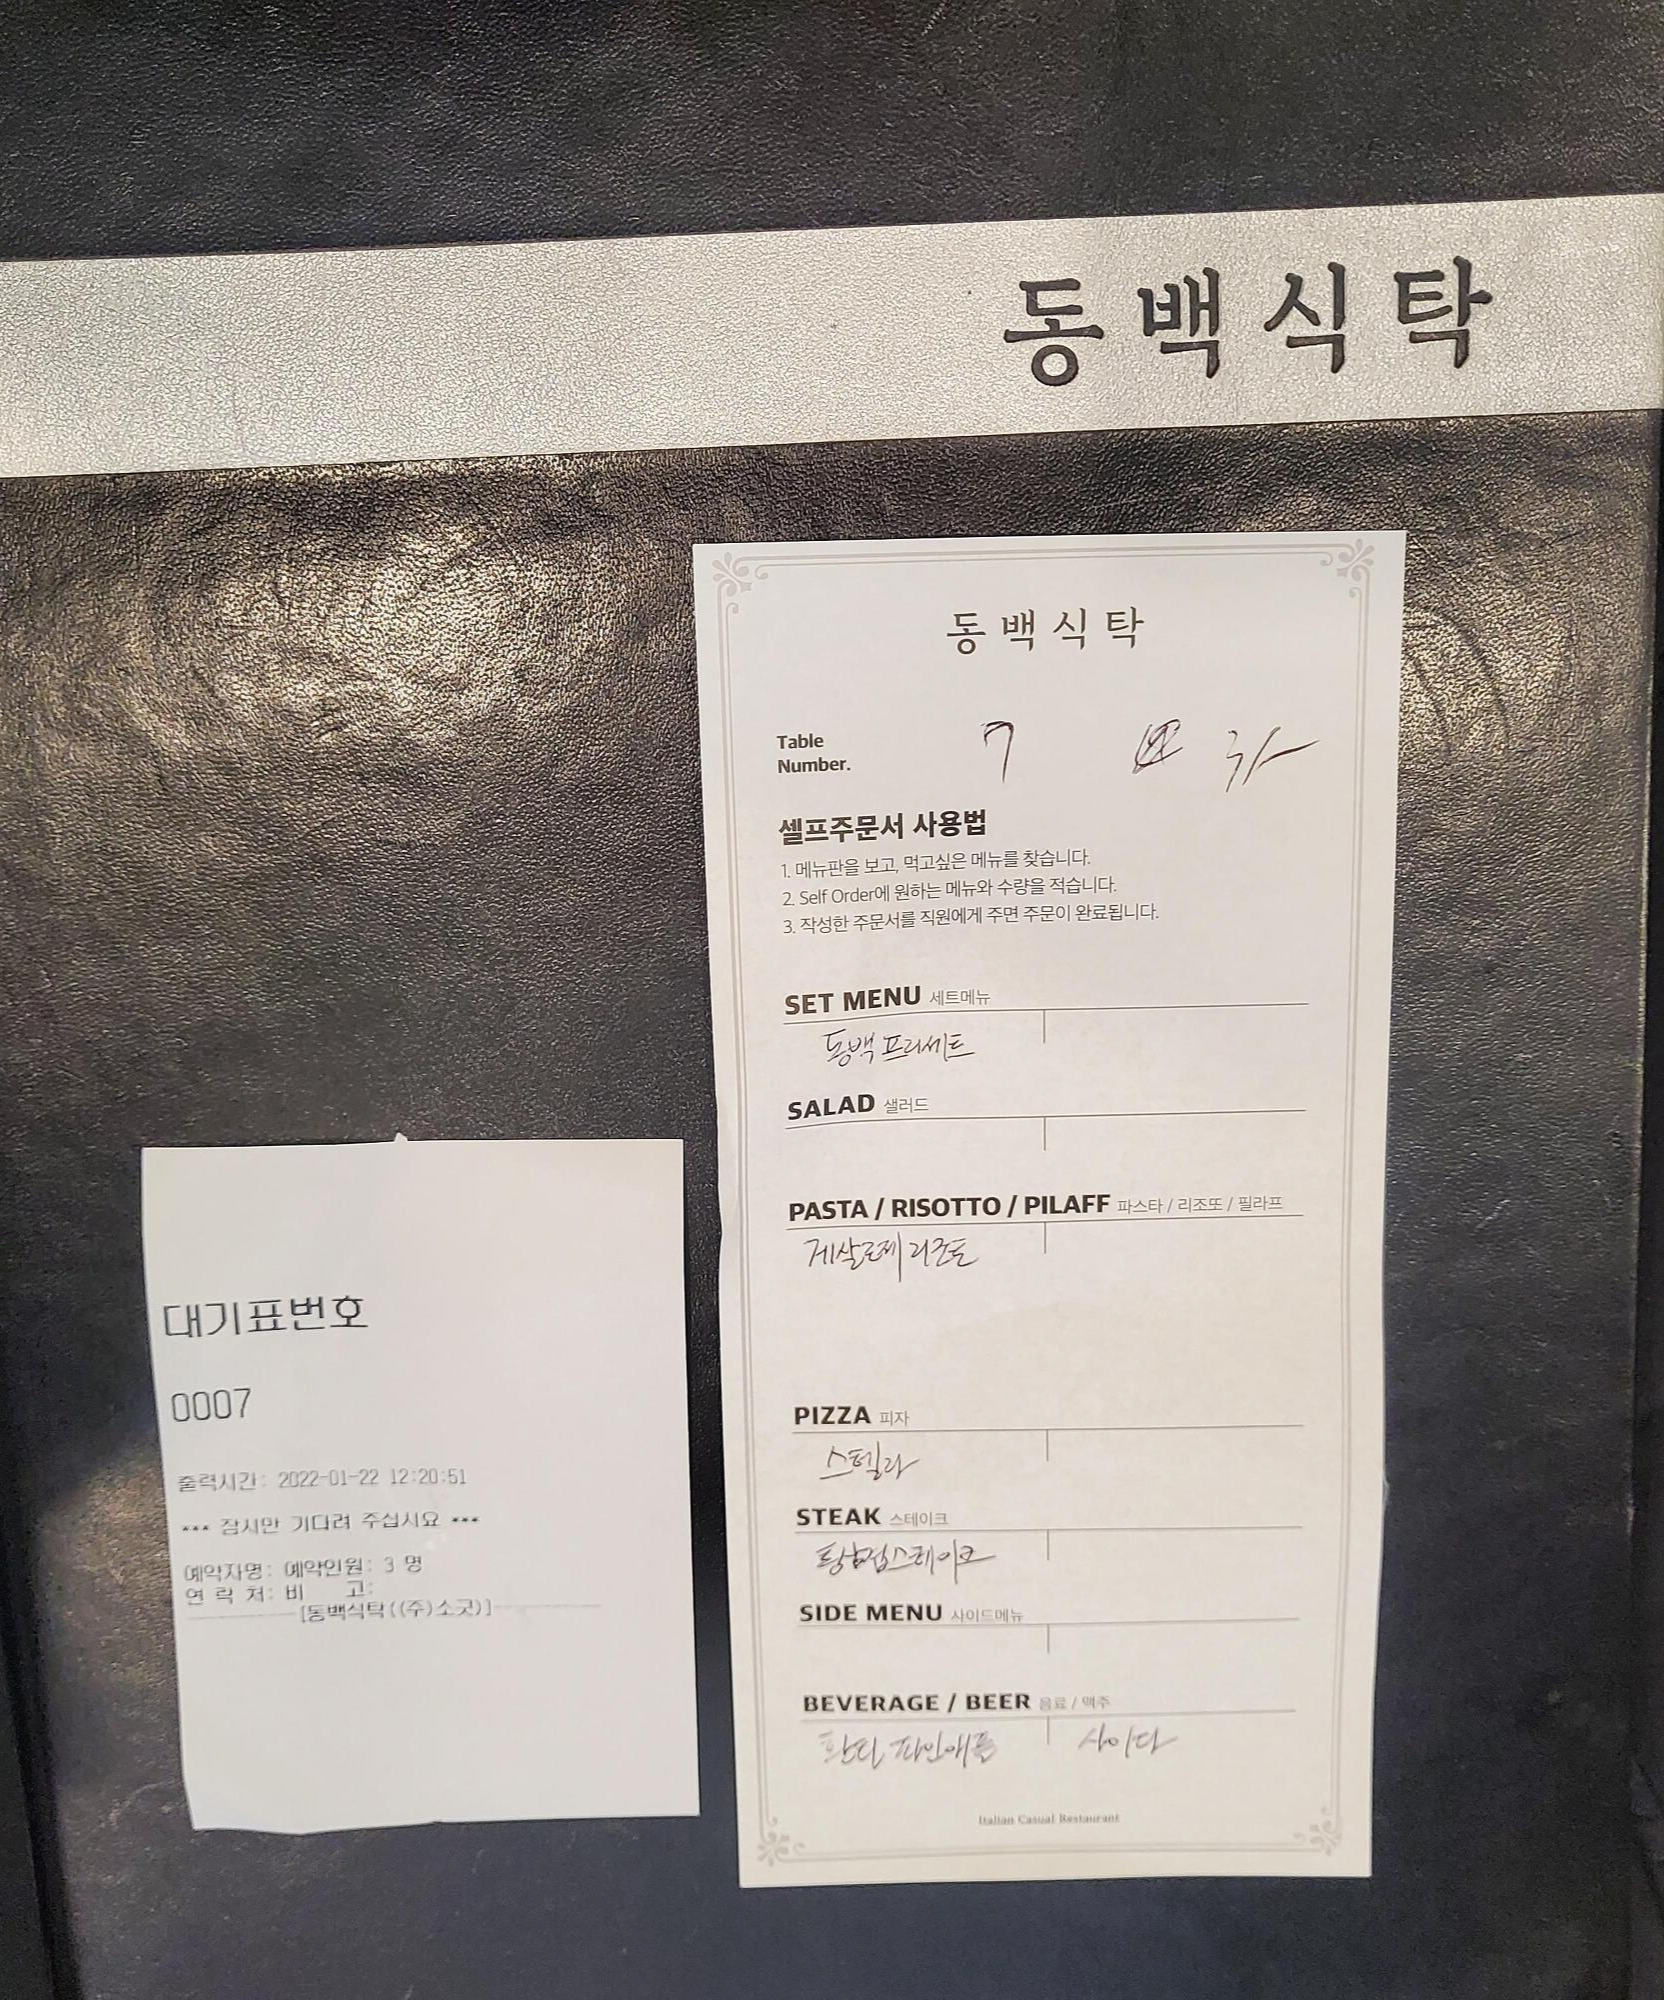 동백식탁
동백식탁
Table
Number.
7
셀프주문서 사용법
1. 메뉴판을 보고, 먹고싶은 메뉴를 찾습니다.
2. Self Order에 원하는 메뉴와 수량을 적습니다.
3. 작성한 주문서를 직원에게 주면 주문이 완료됩니다.
SET MENU 세트메뉴
동백 프리세트
SALAD 샐러드
PASTA / RISOTTO / PILAFF 파스타 / 리조또 / 필라프
게살로제 리조또
PIZZA 피자
스텔라
STEAK 스테이크
SIDE MENU 사이드메뉴
BEVERAGE / BEER 음료 / 맥주
환타 파인애플 사이다
Italian Casual Restaurant
대기표번호
0007
출력시간: 2022-01-22 12:20:51
*** 잠시만 기다려 주십시요 ***
예약자명: 예약인원: 3 명
연 락 처: 비 고:
[동백식탁((주)소굿)]